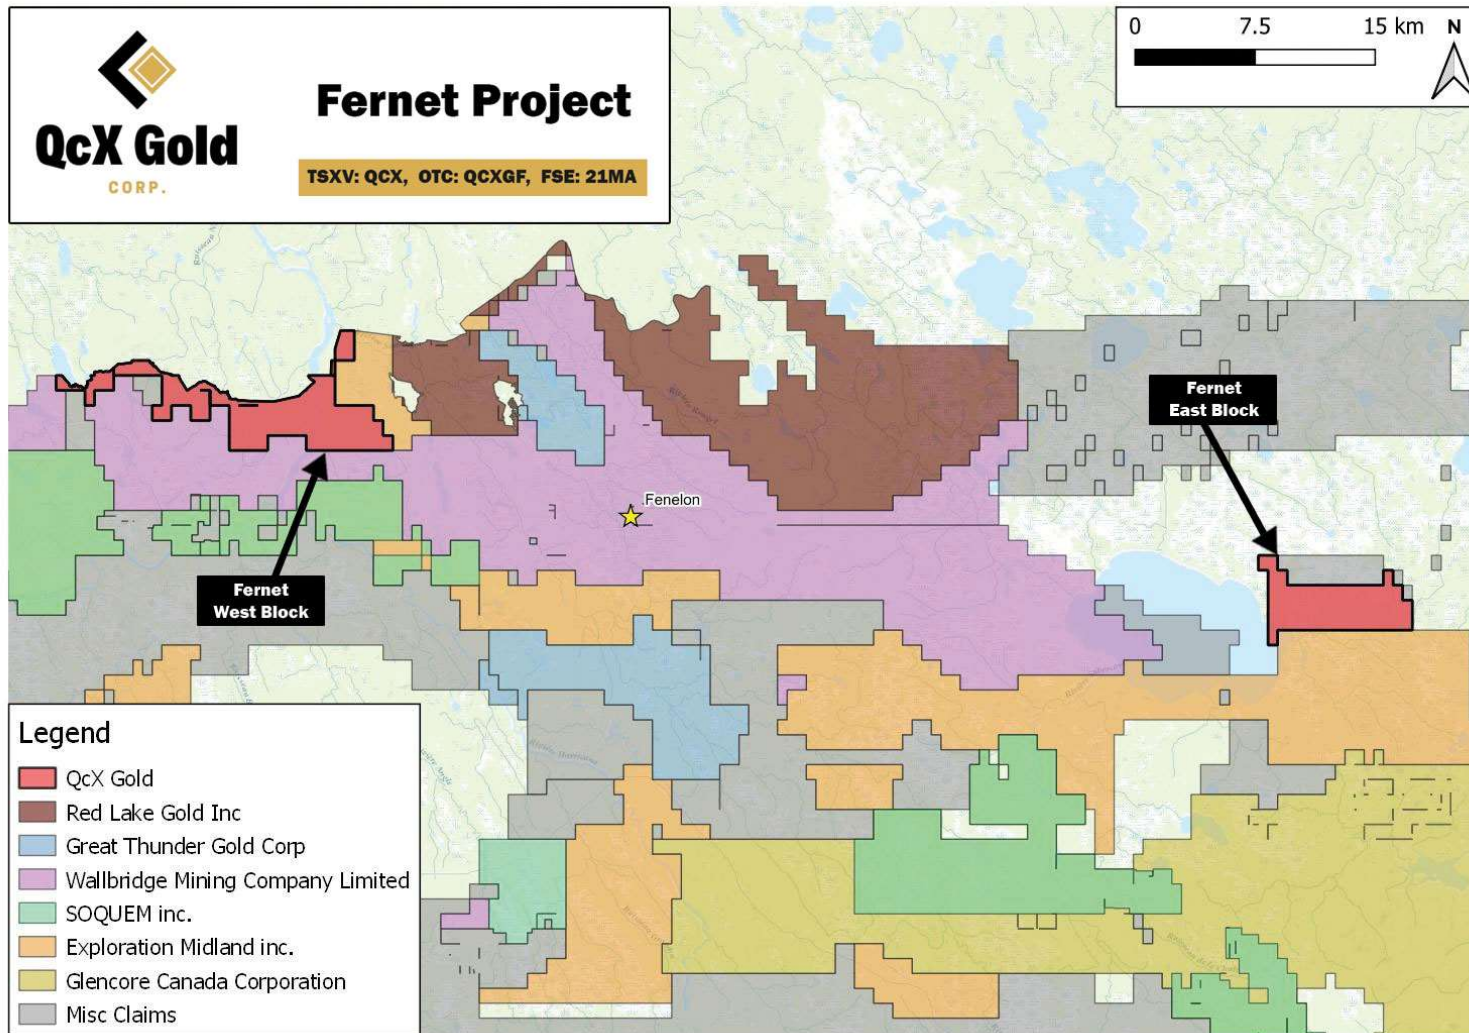 QcX Gold
CORP.
Fernet Project
TSXV: QCX, OTC: QCXGF, FSE: 21MA
0 7.5 15 km N
Fernet
East Block
Fenelon
Fernet
West Block
Legend
QcX Gold
Red Lake Gold Inc
Great Thunder Gold Corp
Wallbridge Mining Company Limited
SOQUEM inc.
Exploration Midland inc.
Glencore Canada Corporation
Misc Claims